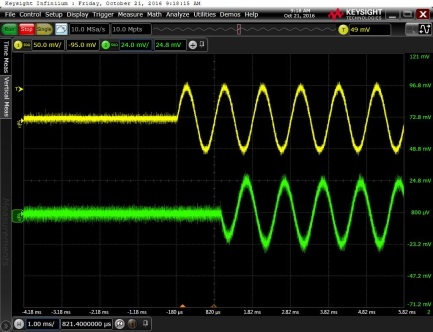 Keysight Infiniium : Friday, October 21, 2016 9:18:15 AM
File Control Setup Display Trigger Measure Math Analyze Utilities Demos Help
9:18 AM
Oct 21, 2016
KEYSIGHT
TECHNOLOGIES
Run Stop Single 10.0 MSa/s 10.0 Mpts T 49 mV
1 50.0 mV/ -95.0 mV 2 24.0 mV/ 24.8 mV
Time Meas
Vertical Meas
Measurements
121 mV
96.8 mV
72.8 mV
48.8 mV
24.8 mV
800 µV
-23.2 mV
-47.2 mV
-71.2 mV
-4.18 ms -3.18 ms -2.18 ms -1.18 ms -180 µs 820 µs 1.82 ms 2.82 ms 3.82 ms 4.82 ms 5.82 ms 2
H 1.00 ms/ 821.4000000 µs